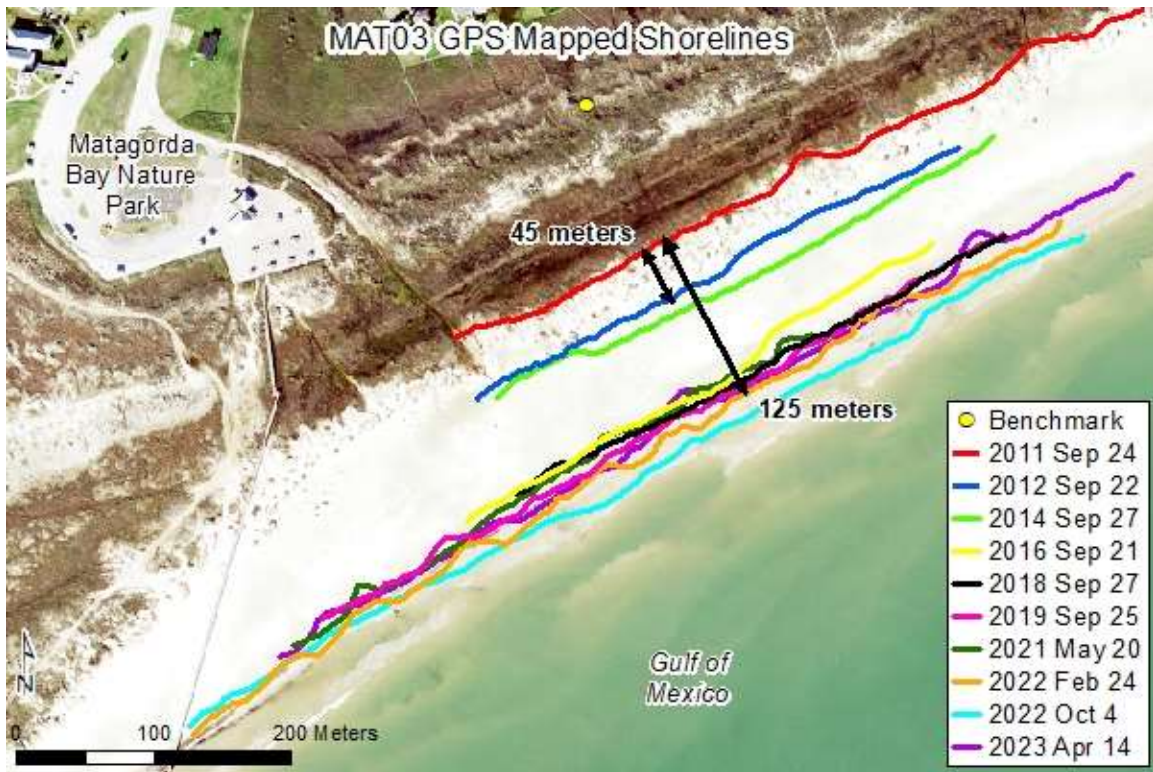 MAT03 GPS Mapped Shorelines
Matagorda
Bay Nature
Park
45 meters
125 meters
Benchmark
2011 Sep 24
2012 Sep 22
2014 Sep 27
2016 Sep 21
2018 Sep 27
2019 Sep 25
2021 May 20
2022 Feb 24
2022 Oct 4
2023 Apr 14
Gulf of
Mexico
N
0 100 200 Meters